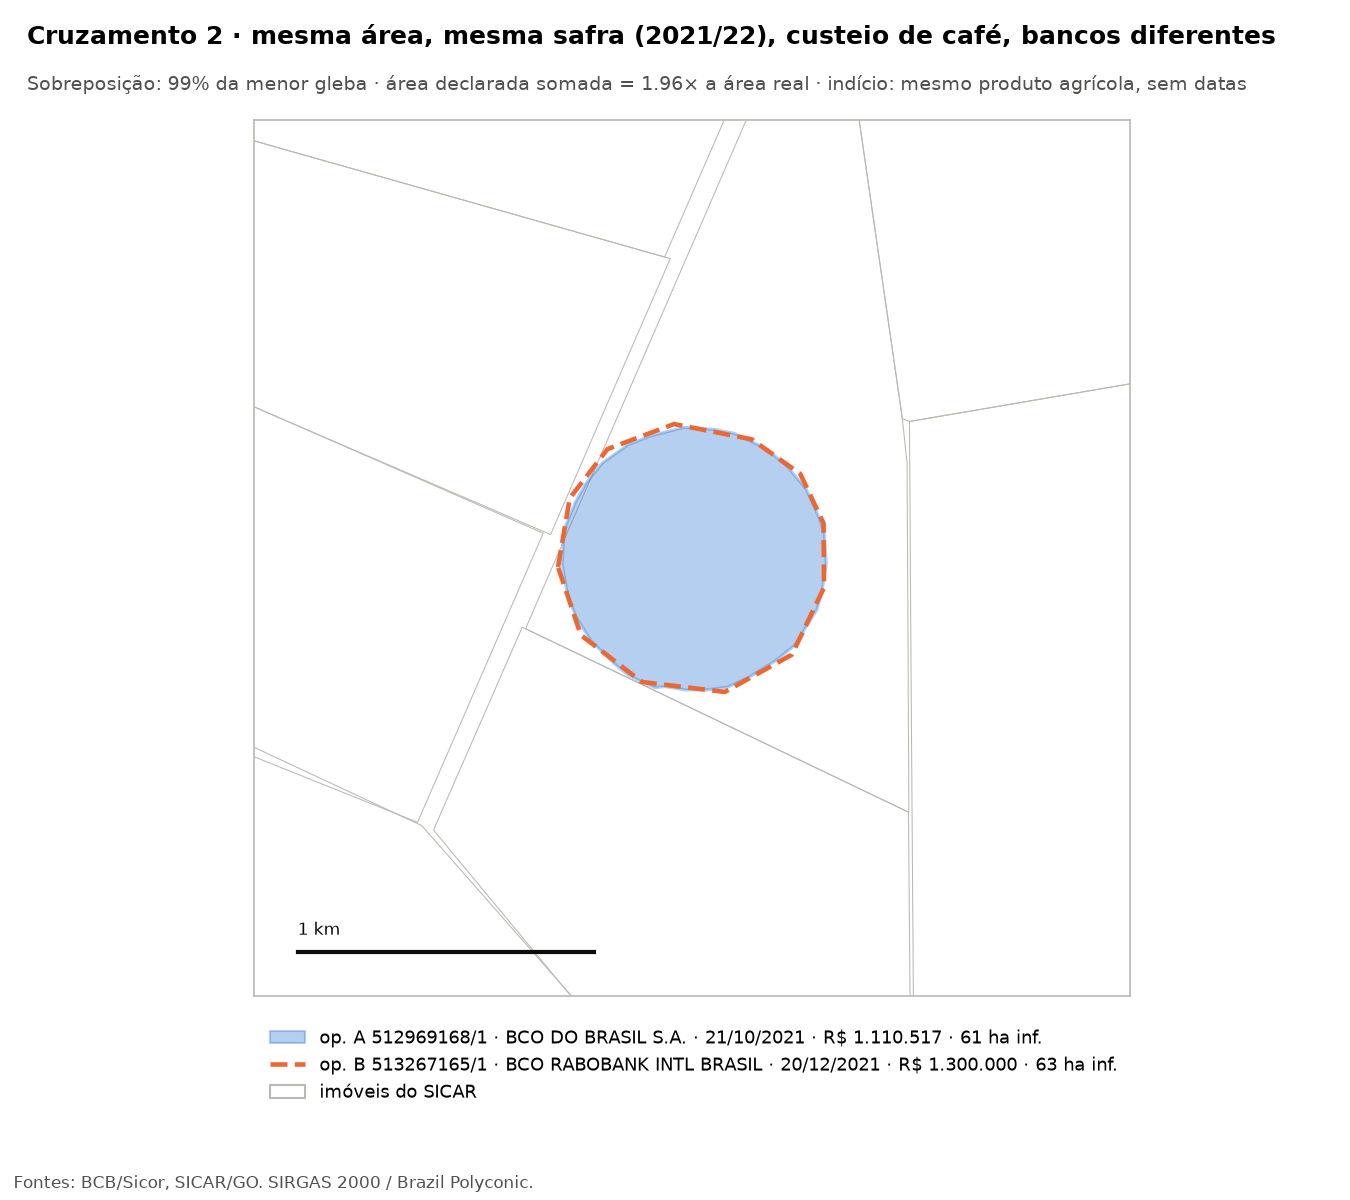 Cruzamento 2 · mesma área, mesma safra (2021/22), custeio de café, bancos diferentes
Sobreposição: 99% da menor gleba · área declarada somada = 1.96× a área real · indício: mesmo produto agrícola, sem datas
1 km
op. A 512969168/1 · BCO DO BRASIL S.A. · 21/10/2021 · R$ 1.110.517 · 61 ha inf.
op. B 513267165/1 · BCO RABOBANK INTL BRASIL · 20/12/2021 · R$ 1.300.000 · 63 ha inf.
imóveis do SICAR
Fontes: BCB/Sicor, SICAR/GO. SIRGAS 2000 / Brazil Polyconic.